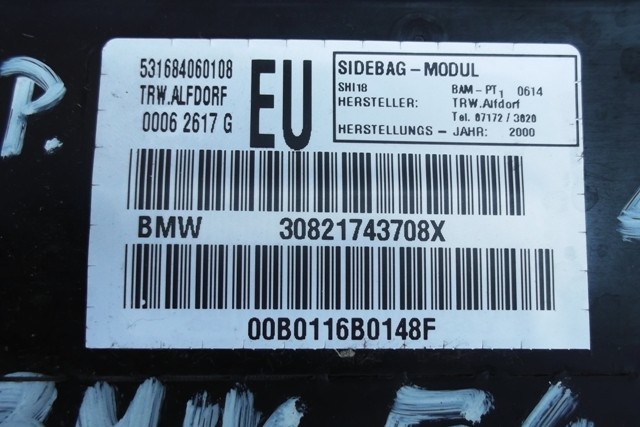 P.
531684060108
TRW.ALFDORF
0006 2617 G
EU
SIDEBAG - MODUL
SHI18 BAM - PT1 0614
HERSTELLER: TRW.Alfdorf
Tel. 07172 / 3020
HERSTELLUNGS - JAHR: 2000
BMW 30821743708X
00B0116B0148F